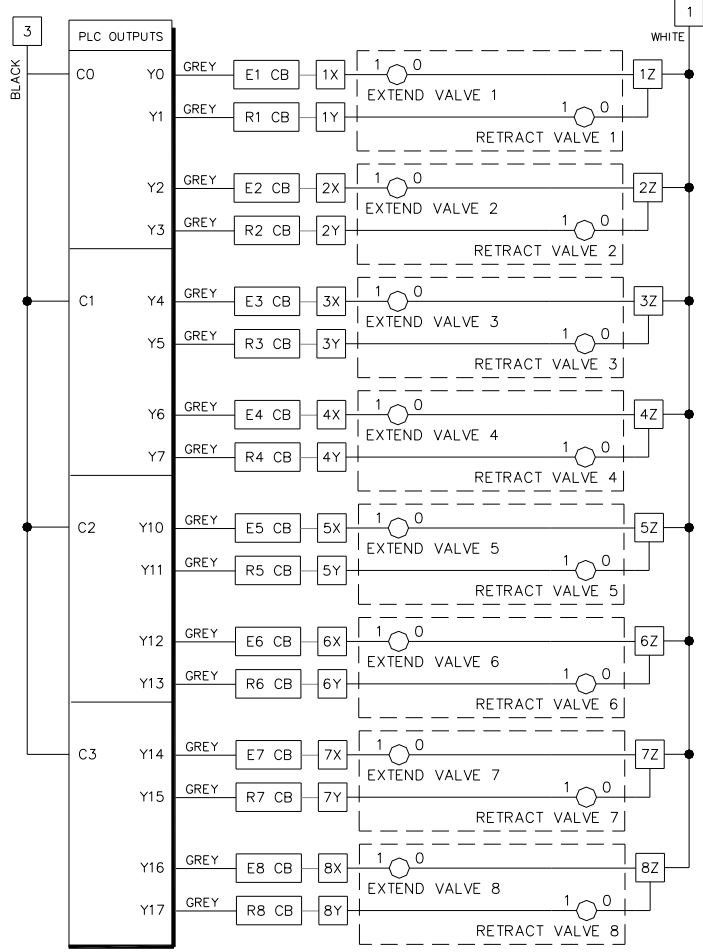 1
3
PLC OUTPUTS
WHITE
BLACK
C0 Y0 GREY E1 CB 1X 1 0 1Z
EXTEND VALVE 1
Y1 GREY R1 CB 1Y 1 0
RETRACT VALVE 1
Y2 GREY E2 CB 2X 1 0 2Z
EXTEND VALVE 2
Y3 GREY R2 CB 2Y 1 0
RETRACT VALVE 2
C1 Y4 GREY E3 CB 3X 1 0 3Z
EXTEND VALVE 3
Y5 GREY R3 CB 3Y 1 0
RETRACT VALVE 3
Y6 GREY E4 CB 4X 1 0 4Z
EXTEND VALVE 4
Y7 GREY R4 CB 4Y 1 0
RETRACT VALVE 4
C2 Y10 GREY E5 CB 5X 1 0 5Z
EXTEND VALVE 5
Y11 GREY R5 CB 5Y 1 0
RETRACT VALVE 5
Y12 GREY E6 CB 6X 1 0 6Z
EXTEND VALVE 6
Y13 GREY R6 CB 6Y 1 0
RETRACT VALVE 6
C3 Y14 GREY E7 CB 7X 1 0 7Z
EXTEND VALVE 7
Y15 GREY R7 CB 7Y 1 0
RETRACT VALVE 7
Y16 GREY E8 CB 8X 1 0 8Z
EXTEND VALVE 8
Y17 GREY R8 CB 8Y 1 0
RETRACT VALVE 8